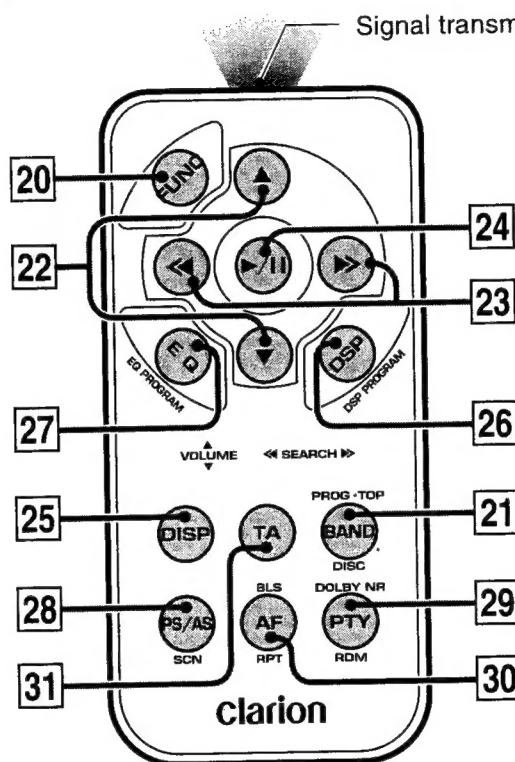 Signal transm
20
FUNC
24
22
23
EQ
DSP
EQ PROGRAM
DSP PROGRAM
27
26
VOLUME
SEARCH
PROG·TOP
25
DISP
TA
BAND
21
DISC
BLS
DOLBY NR
28
PS/AS
AF
PTY
29
SCN
RPT
RDM
31
30
clarion